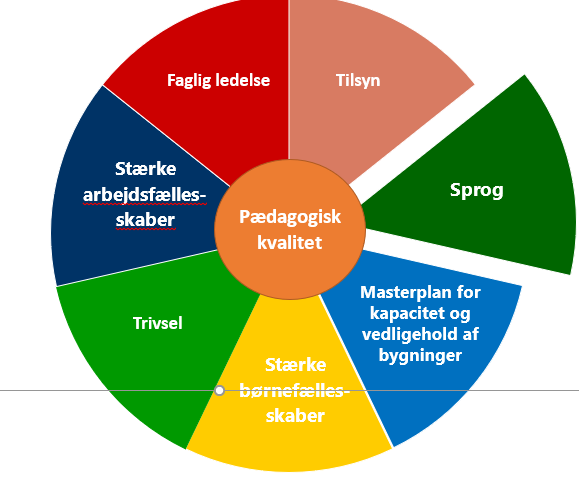 Faglig ledelse
Tilsyn
Sprog
Masterplan for
kapacitet og
vedligehold af
bygninger
Stærke
børnefælles-
skaber
Trivsel
Stærke
arbejdsfælles-
skaber
Pædagogisk
kvalitet